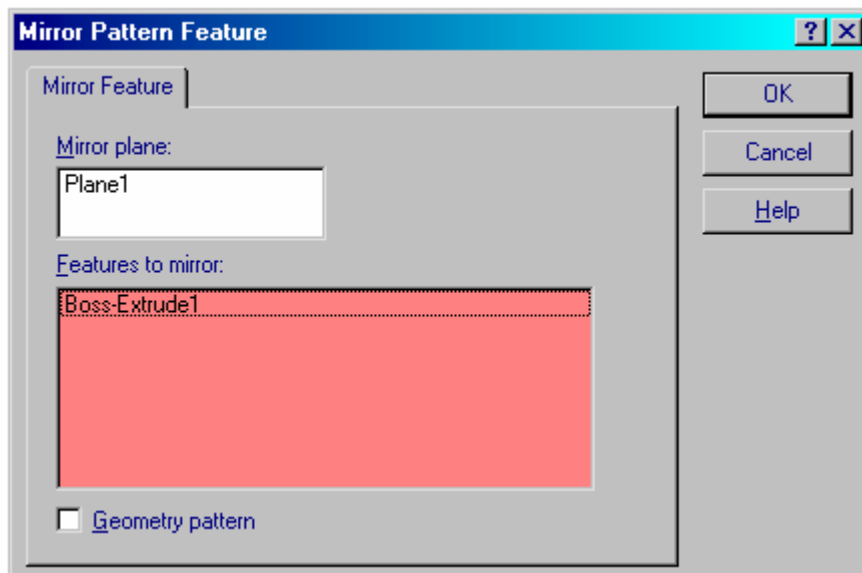 Mirror Pattern Feature
Mirror Feature
Mirror plane:
Plane1
Features to mirror:
Boss-Extrude1
Geometry pattern
OK
Cancel
Help